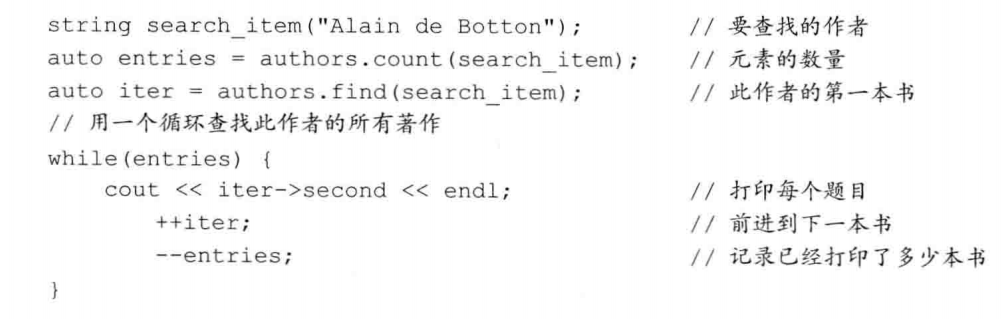 string search_item("Alain de Botton"); // 要查找的作者
auto entries = authors.count(search_item); // 元素的数量
auto iter = authors.find(search_item); // 此作者的第一本书
// 用一个循环查找此作者的所有著作
while(entries) {
cout << iter->second << endl; // 打印每个题目
++iter; // 前进到下一本书
--entries; // 记录已经打印了多少本书
}